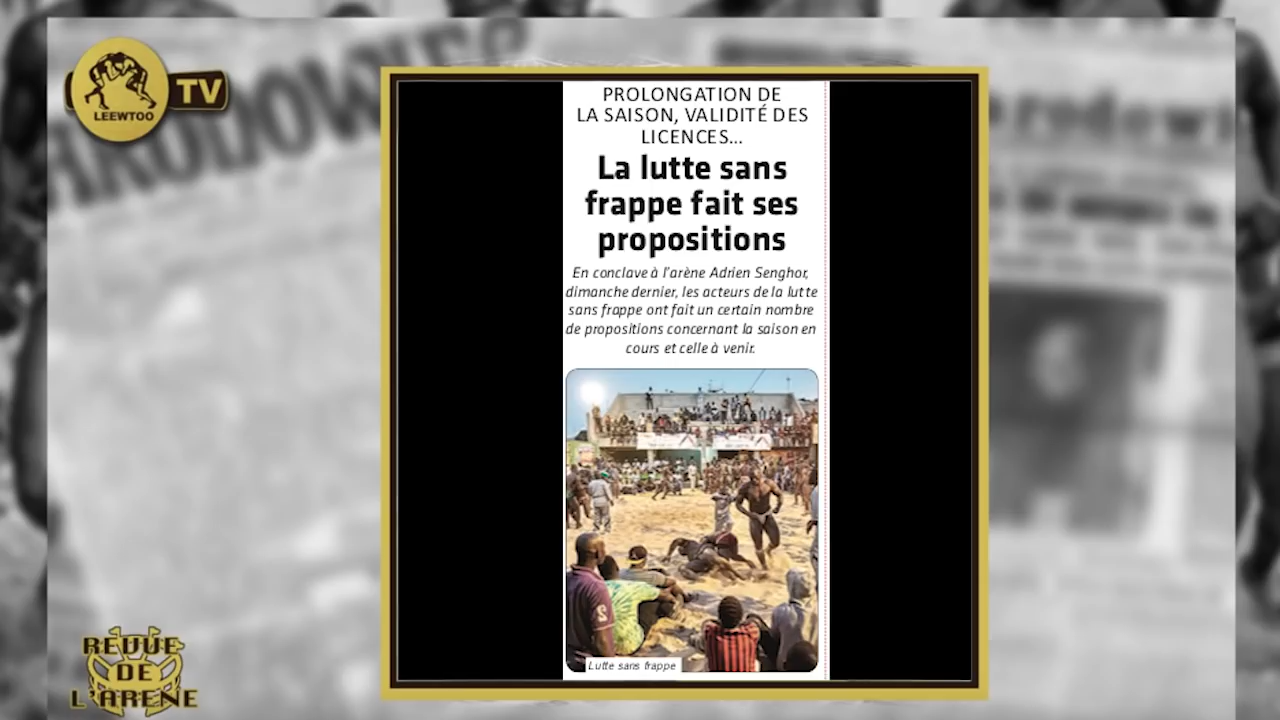 LEEWTOO
TV
PROLONGATION DE
LA SAISON, VALIDITÉ DES
LICENCES...
La lutte sans
frappe fait ses
propositions
En conclave à l'arène Adrien Senghor,
dimanche dernier, les acteurs de la lutte
sans frappe ont fait un certain nombre
de propositions concernant la saison en
cours et celle à venir.
Lutte sans frappe
REVUE
DE
L'ARENE